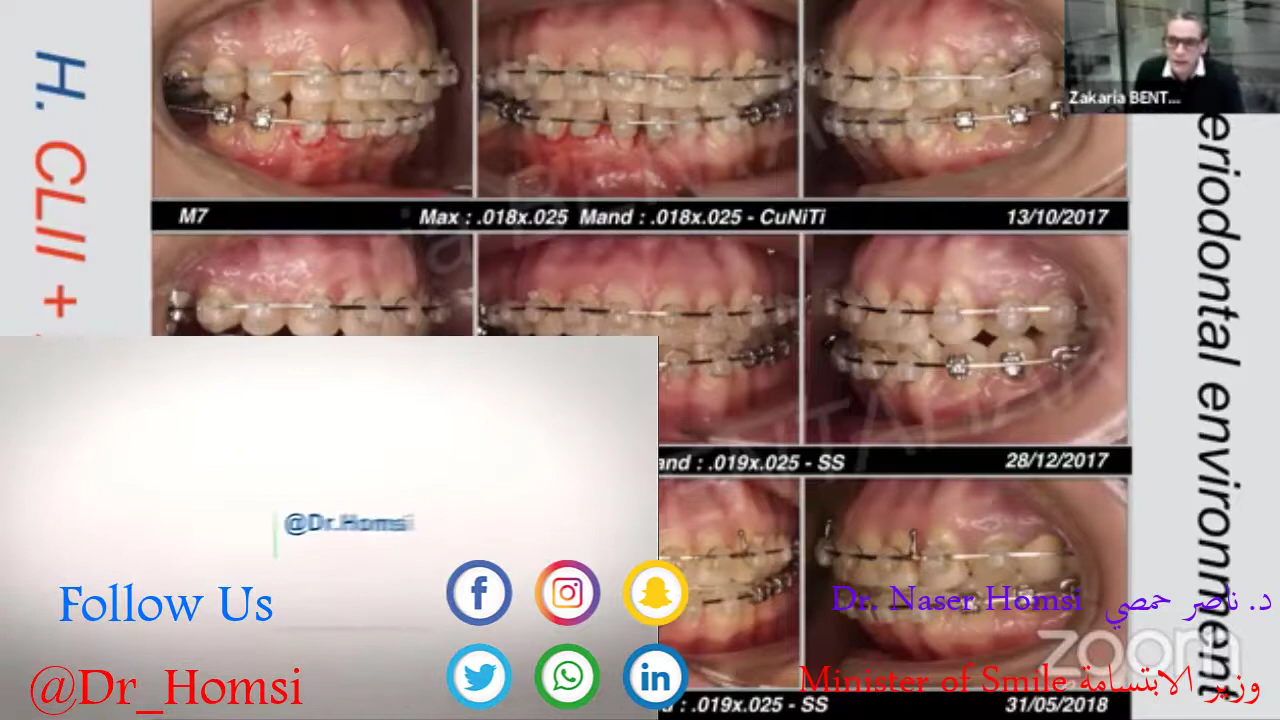 H. CLII +
Zakaria BENT...
M7
Max : .018x.025 Mand : .018x.025 - CuNiTi
13/10/2017
eriodontal environment
and : .019x.025 - SS
28/12/2017
@Dr.Homsi
Follow Us
@Dr_Homsi
Dr. Naser Homsi د. ناصر حمصي
zoom
Minister of Smile وزير الابتسامة
: .019x.025 - SS
31/05/2018